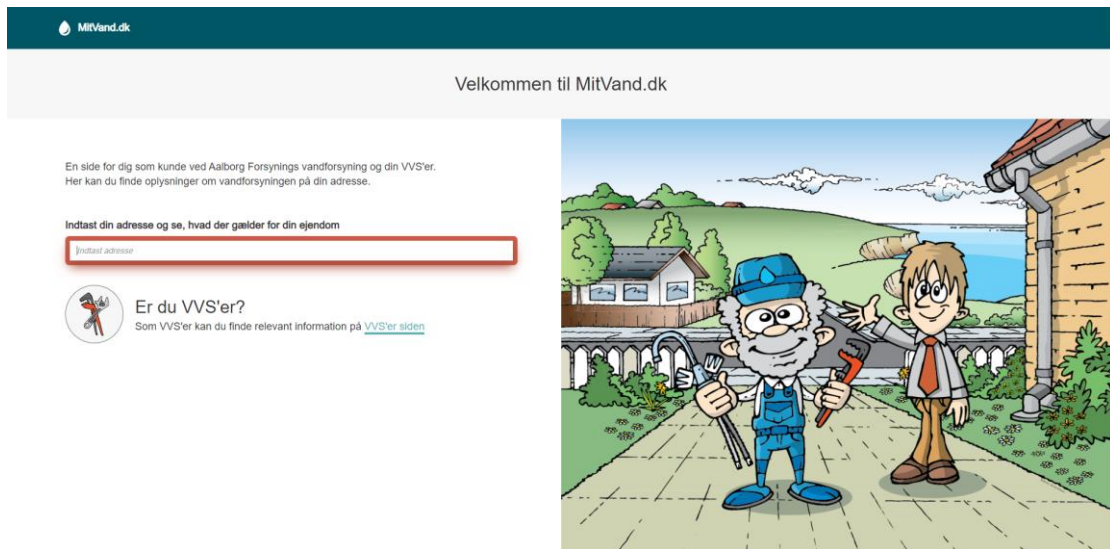 MitVand.dk
Velkommen til MitVand.dk
En side for dig som kunde ved Aalborg Forsynings vandforsyning og din VVS'er.
Her kan du finde oplysninger om vandforsyningen på din adresse.
Indtast din adresse og se, hvad der gælder for din ejendom
Indtast adresse
Er du VVS'er?
Som VVS'er kan du finde relevant information på VVS'er siden